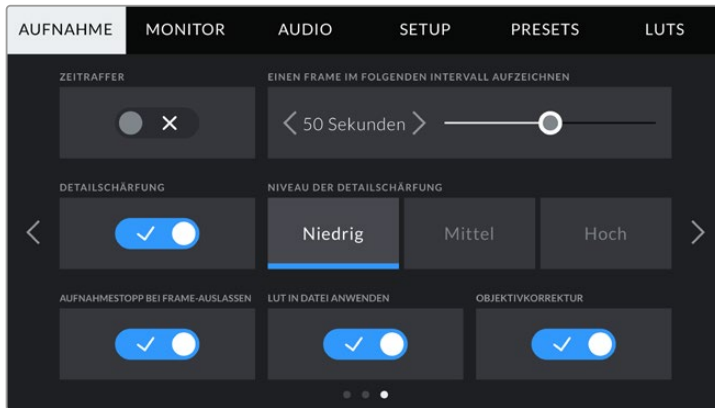 AUFNAHME MONITOR AUDIO SETUP PRESETS LUTS
ZEITRAFFER EINEN FRAME IM FOLGENDEN INTERVALL AUFZEICHNEN
50 Sekunden
DETAILSCHÄRFUNG NIVEAU DER DETAILSCHÄRFUNG
Niedrig Mittel Hoch
AUFNAHMESTOPP BEI FRAME-AUSLASSEN LUT IN DATEI ANWENDEN OBJEKTIVKORREKTUR